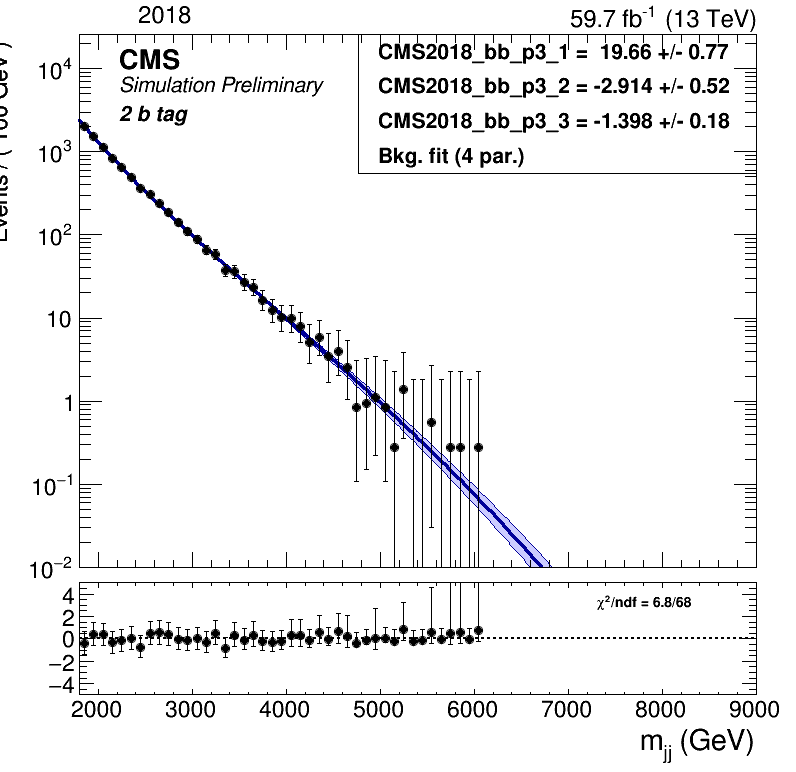 2018
59.7 fb⁻¹ (13 TeV)
CMS
Simulation Preliminary
2 b tag
CMS2018_bb_p3_1 = 19.66 +/- 0.77
CMS2018_bb_p3_2 = -2.914 +/- 0.52
CMS2018_bb_p3_3 = -1.398 +/- 0.18
Bkg. fit (4 par.)
10⁴
10³
10²
10
1
10⁻¹
10⁻²
χ²/ndf = 6.8/68
4
2
0
−2
−4
2000 3000 4000 5000 6000 7000 8000 9000
m_jj (GeV)